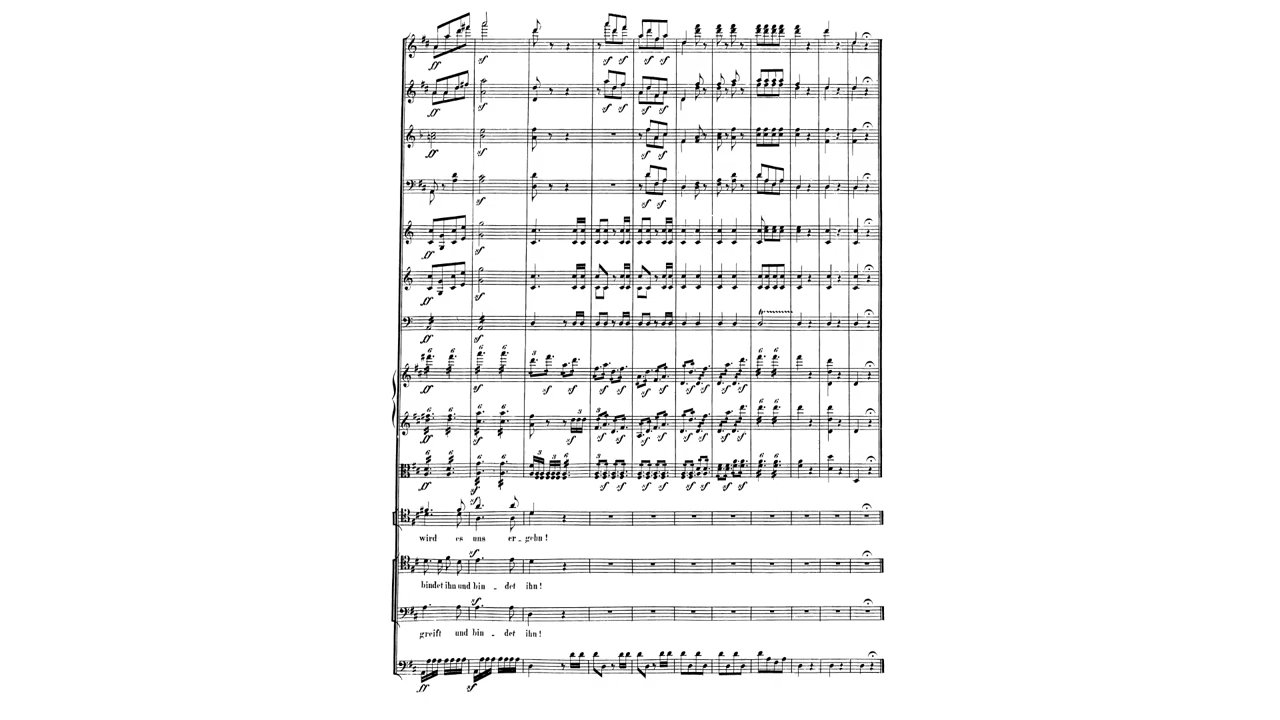 wird es uns er - gehn!
bindet ihn und bin - det ihn!
greift und bin - det ihn!